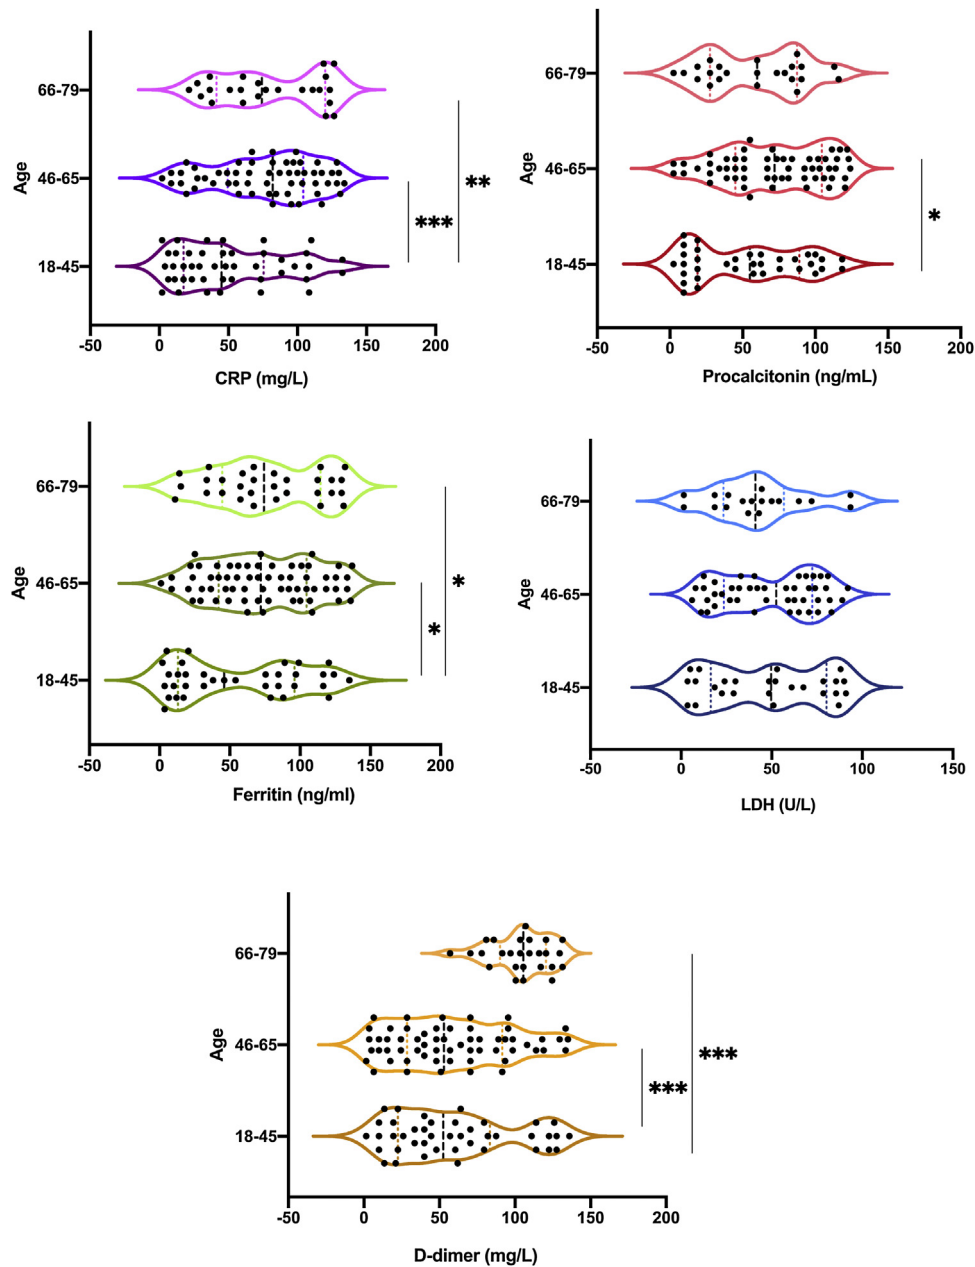 66-79
46-65
18-45
Age
**
***
-50 0 50 100 150 200
CRP (mg/L)
66-79
46-65
18-45
Age
*
-50 0 50 100 150 200
Procalcitonin (ng/mL)
66-79
46-65
18-45
Age
*
*
-50 0 50 100 150 200
Ferritin (ng/ml)
66-79
46-65
18-45
Age
-50 0 50 100 150
LDH (U/L)
66-79
46-65
18-45
Age
***
***
-50 0 50 100 150 200
D-dimer (mg/L)